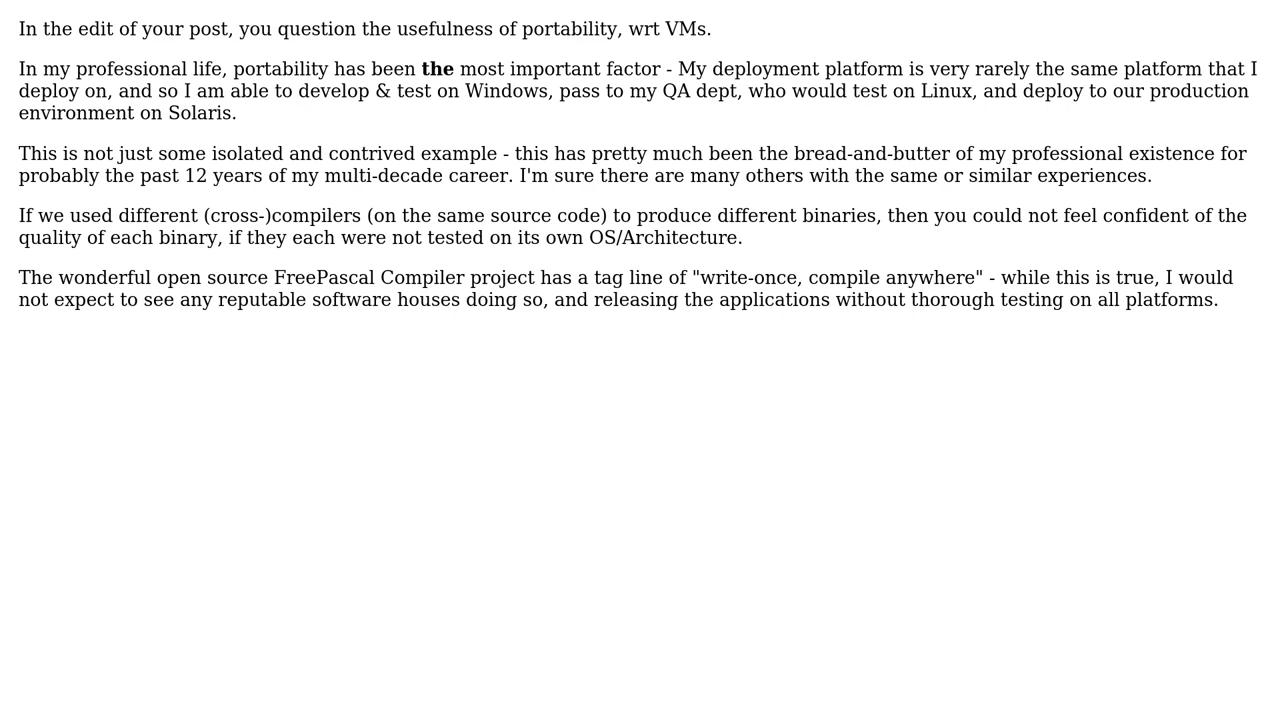 In the edit of your post, you question the usefulness of portability, wrt VMs.
In my professional life, portability has been the most important factor - My deployment platform is very rarely the same platform that I
deploy on, and so I am able to develop & test on Windows, pass to my QA dept, who would test on Linux, and deploy to our production
environment on Solaris.
This is not just some isolated and contrived example - this has pretty much been the bread-and-butter of my professional existence for
probably the past 12 years of my multi-decade career. I'm sure there are many others with the same or similar experiences.
If we used different (cross-)compilers (on the same source code) to produce different binaries, then you could not feel confident of the
quality of each binary, if they each were not tested on its own OS/Architecture.
The wonderful open source FreePascal Compiler project has a tag line of "write-once, compile anywhere" - while this is true, I would
not expect to see any reputable software houses doing so, and releasing the applications without thorough testing on all platforms.